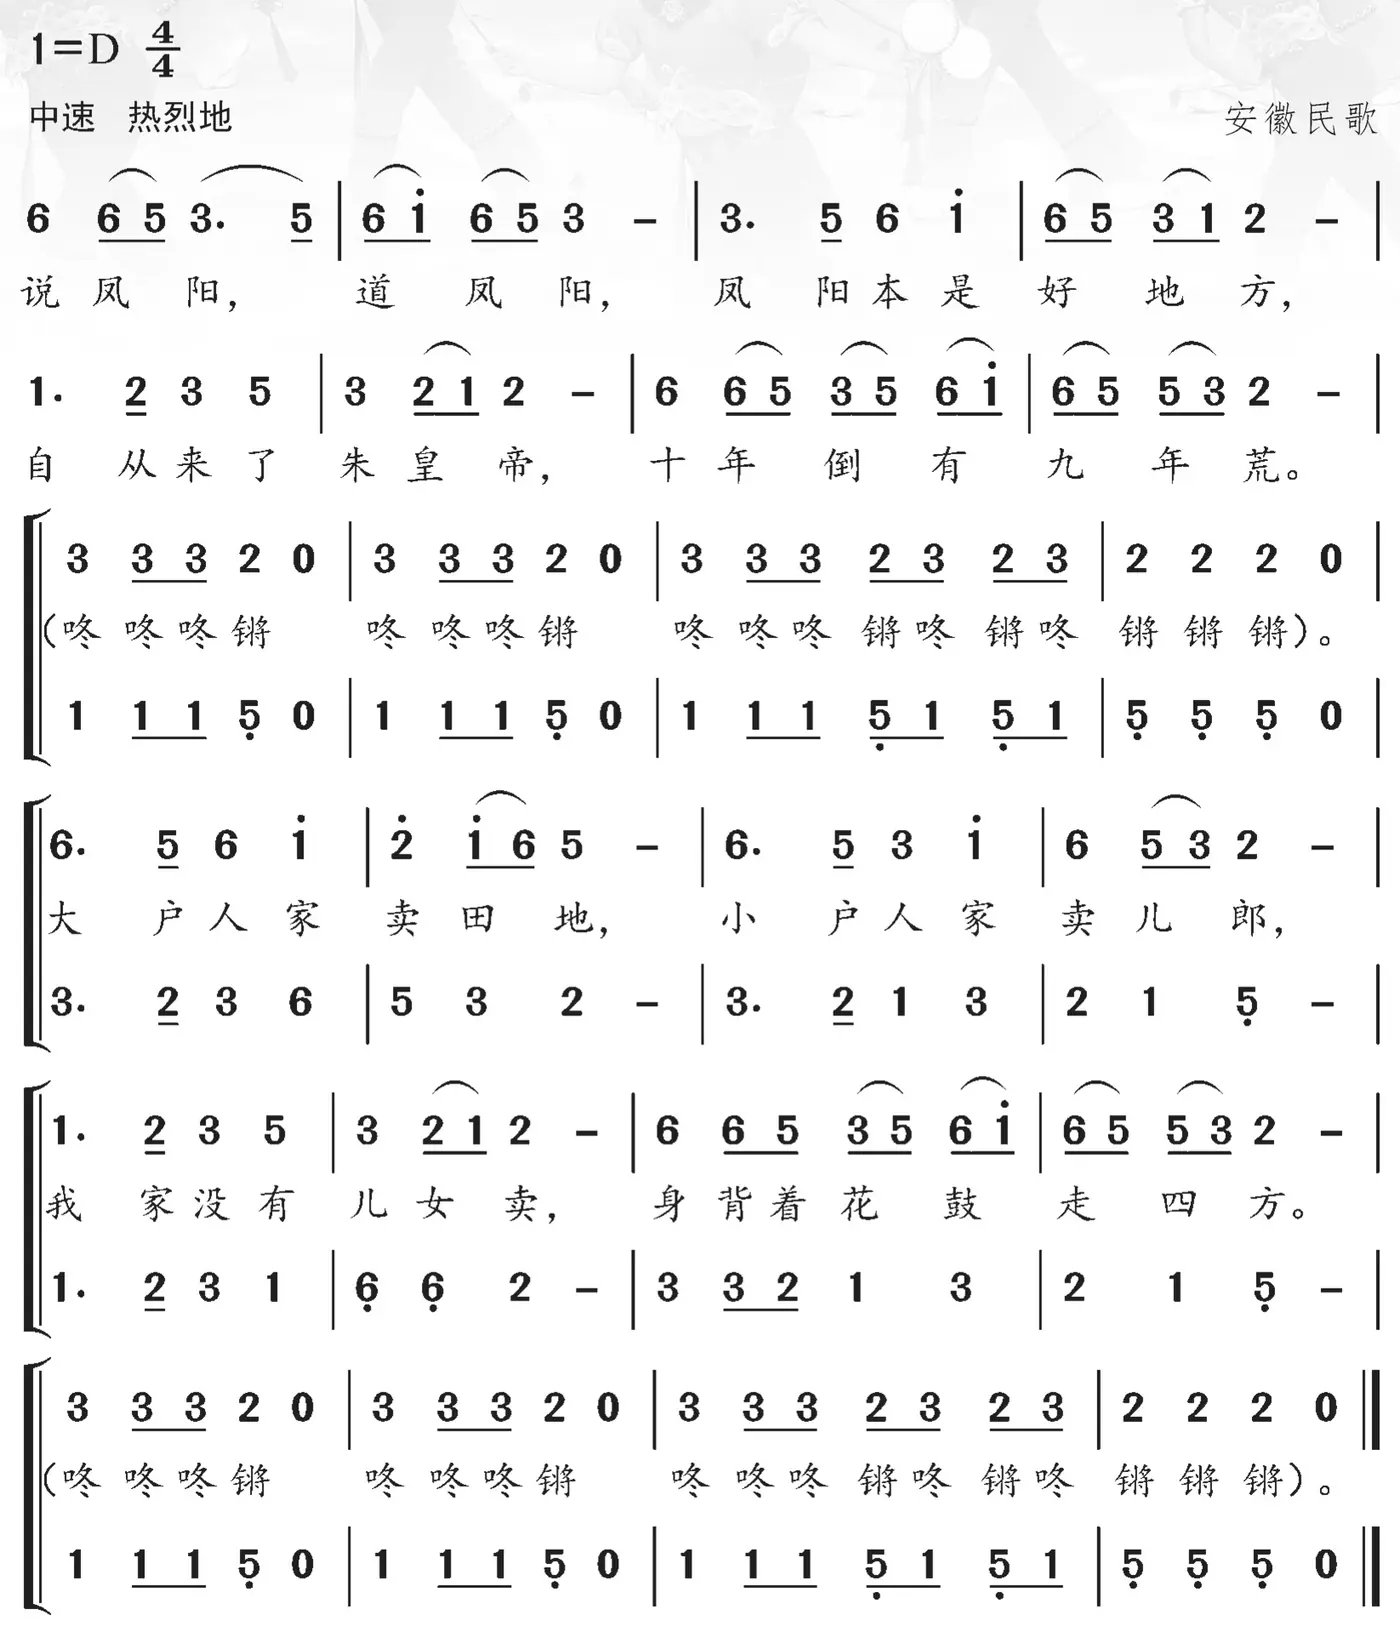 1=D 4/4
中速 热烈地
安徽民歌
6 6 5 3. 5 | 6 i 6 5 3 - | 3. 5 6 i | 6 5 3 1 2 - |
说凤阳, 道凤阳, 凤阳本是好地方,
1. 2 3 5 | 3 2 1 2 - | 6 6 5 3 5 6 i | 6 5 5 3 2 - |
自从来了朱皇帝, 十年倒有九年荒。
3 3 3 2 0 | 3 3 3 2 0 | 3 3 3 2 3 2 3 | 2 2 2 0 |
(咚咚咚锵 咚咚咚锵 咚咚咚锵咚锵咚 锵锵锵)。
1 1 1 5̣ 0 | 1 1 1 5̣ 0 | 1 1 1 5̣ 1 5̣ 1 | 5̣ 5̣ 5̣ 0 |
6. 5 6 i | 2̇ i 6 5 - | 6. 5 3 i | 6 5 3 2 - |
大户人家卖田地, 小户人家卖儿郎,
3. 2 3 6 | 5 3 2 - | 3. 2 1 3 | 2 1 5̣ - |
1. 2 3 5 | 3 2 1 2 - | 6 6 5 3 5 6 i | 6 5 5 3 2 - |
我家没有儿女卖, 身背着花鼓走四方。
1. 2 3 1 | 6̣ 6̣ 2 - | 3 3 2 1 3 | 2 1 5̣ - |
3 3 3 2 0 | 3 3 3 2 0 | 3 3 3 2 3 2 3 | 2 2 2 0 ‖
(咚咚咚锵 咚咚咚锵 咚咚咚锵咚锵咚 锵锵锵)。
1 1 1 5̣ 0 | 1 1 1 5̣ 0 | 1 1 1 5̣ 1 5̣ 1 | 5̣ 5̣ 5̣ 0 ‖